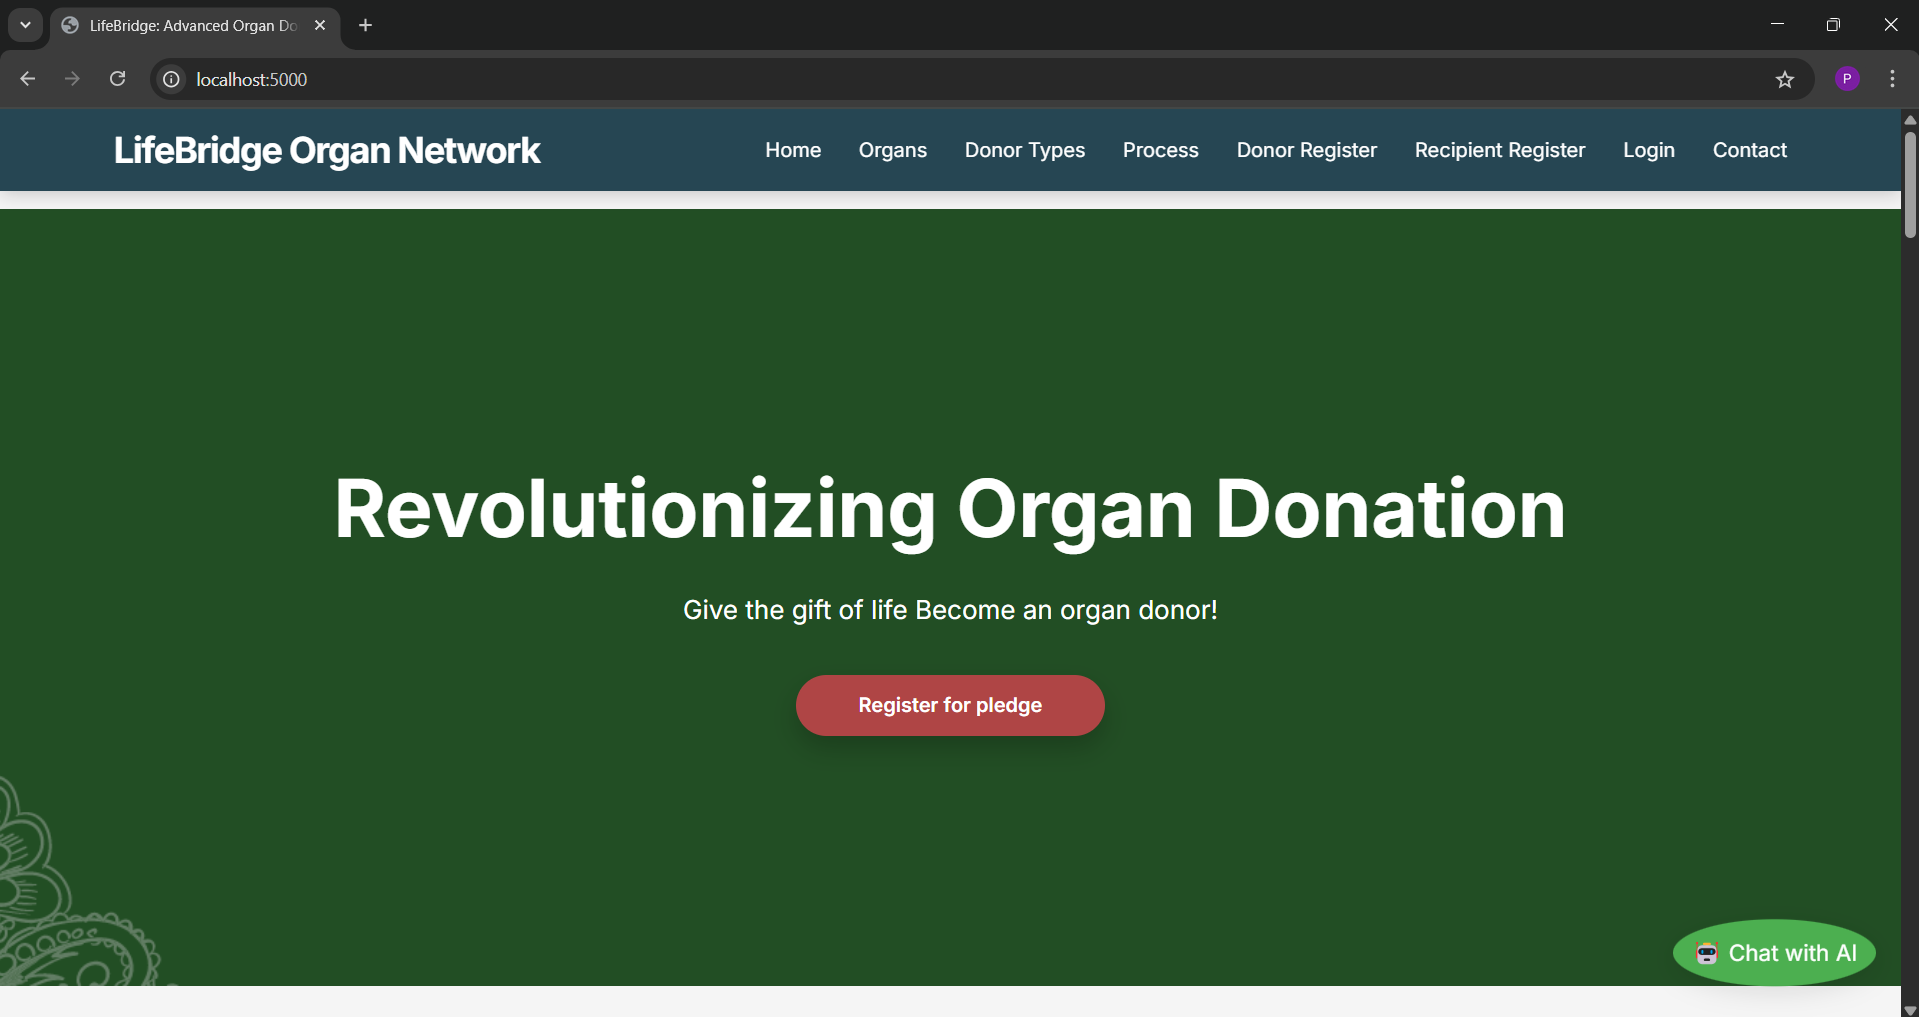 LifeBridge: Advanced Organ Do
localhost:5000
P
LifeBridge Organ Network
Home Organs Donor Types Process Donor Register Recipient Register Login Contact
Revolutionizing Organ Donation
Give the gift of life Become an organ donor!
Register for pledge
Chat with AI